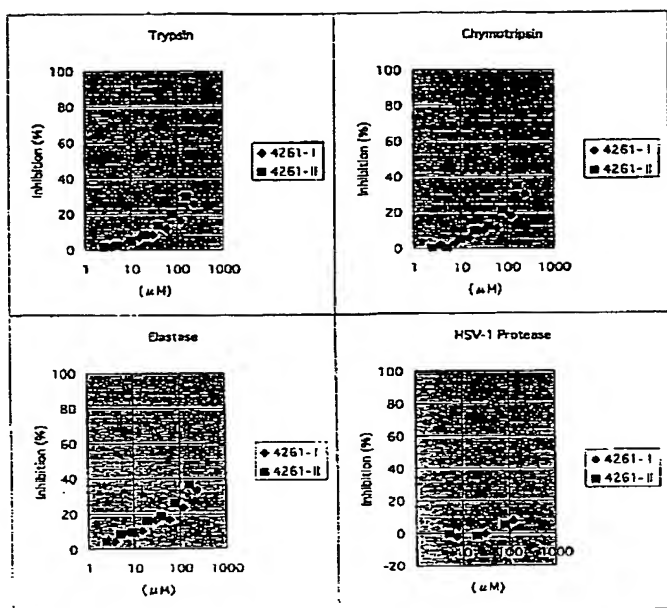 Trypsin
Inhibition (%)
100
80
60
40
20
0
1 10 100 1000
(μM)
4261-I
4261-II
Chymotripsin
Inhibition (%)
100
80
60
40
20
0
1 10 100 1000
(μM)
4261-I
4261-II
Elastase
Inhibition (%)
100
80
60
40
20
0
1 10 100 1000
(μM)
4261-I
4261-II
HSV-1 Protease
Inhibition (%)
100
80
60
40
20
0
-20
10 100 1000
(μM)
4261-I
4261-II